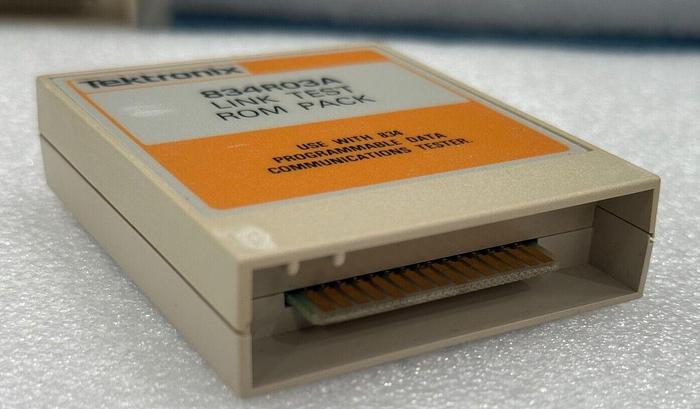 Tektronix
834R03A
LINK TEST
ROM PACK
USE WITH 834
PROGRAMMABLE DATA
COMMUNICATIONS TESTER.